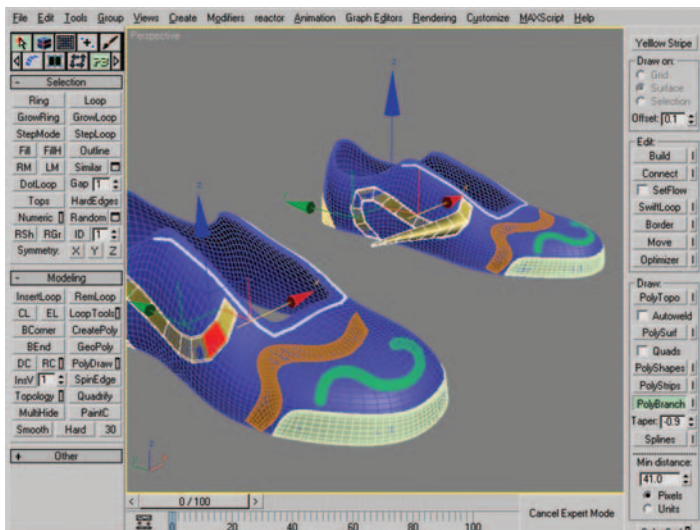 File Edit Tools Group Views Create Modifiers reactor Animation Graph Editors Rendering Customize MAXScript Help
Perspective
- Selection
Ring Loop
GrowRing GrowLoop
StepMode StepLoop
Fill FillH Outline
RM LM Similar
DotLoop Gap 1
Tops HardEdges
Numeric Random
RSh RGr ID 1
Symmetry: X Y Z
- Modeling
InsertLoop RemLoop
CL EL LoopTools
BCorner CreatePoly
BEnd GeoPoly
DC RC PolyDraw
InsV 1 SpinEdge
Topology Quadrify
MultiHide PaintC
Smooth Hard 30
+ Other
z
z
z
0 / 100
0 20 40 60 80 100
Cancel Expert Mode
Yelllow Stripe
Draw on:
Grid
Surface
Selection
Offset: 0.1
Edit:
Build
Connect
SetFlow
SwiftLoop
Border
Move
Optimizer
Draw:
PolyTopo
Autoweld
PolySurf
Quads
PolyShapes
PolyStrips
PolyBranch
Taper: -0.9
Splines
Min distance:
41.0
Pixels
Units